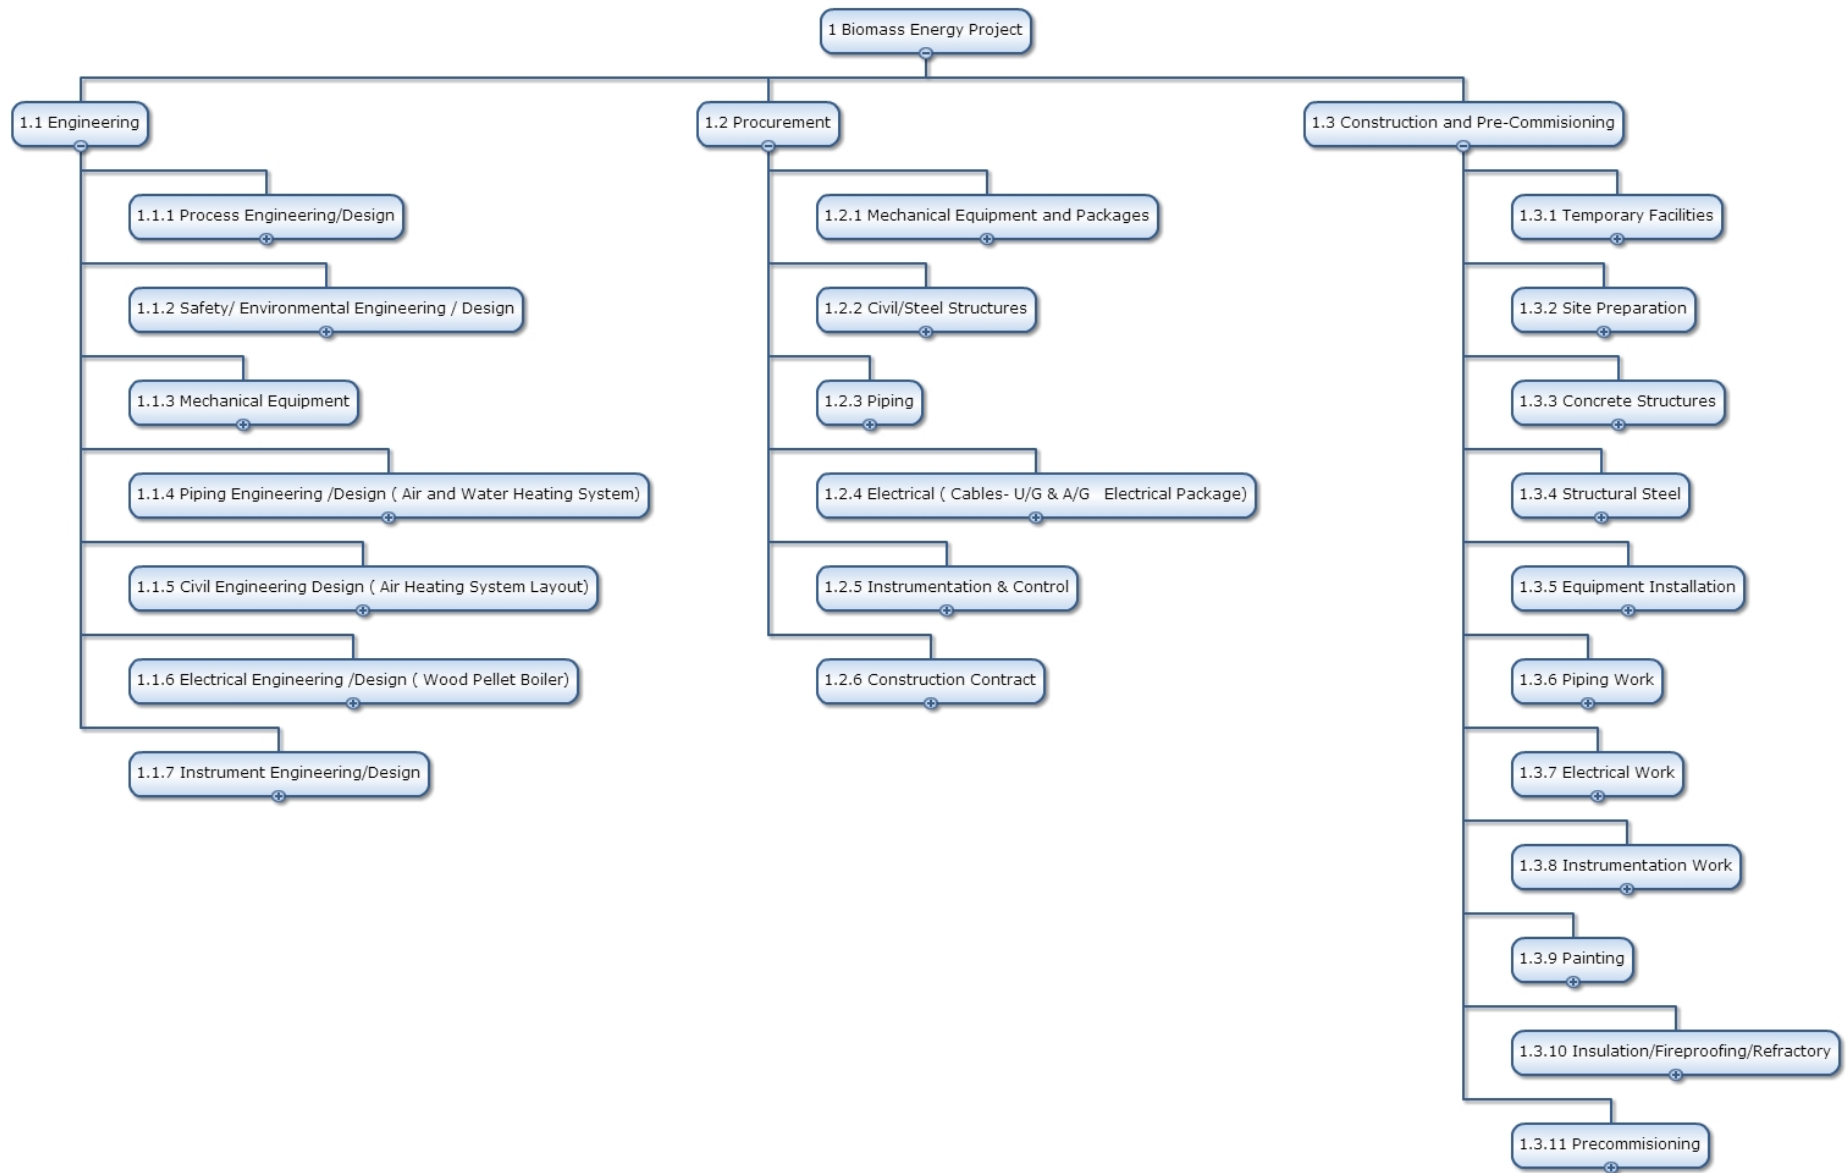 1 Biomass Energy Project
1.1 Engineering
1.1.1 Process Engineering/Design
1.1.2 Safety/ Environmental Engineering / Design
1.1.3 Mechanical Equipment
1.1.4 Piping Engineering /Design ( Air and Water Heating System)
1.1.5 Civil Engineering Design ( Air Heating System Layout)
1.1.6 Electrical Engineering /Design ( Wood Pellet Boiler)
1.1.7 Instrument Engineering/Design
1.2 Procurement
1.2.1 Mechanical Equipment and Packages
1.2.2 Civil/Steel Structures
1.2.3 Piping
1.2.4 Electrical ( Cables- U/G & A/G   Electrical Package)
1.2.5 Instrumentation & Control
1.2.6 Construction Contract
1.3 Construction and Pre-Commisioning
1.3.1 Temporary Facilities
1.3.2 Site Preparation
1.3.3 Concrete Structures
1.3.4 Structural Steel
1.3.5 Equipment Installation
1.3.6 Piping Work
1.3.7 Electrical Work
1.3.8 Instrumentation Work
1.3.9 Painting
1.3.10 Insulation/Fireproofing/Refractory
1.3.11 Precommisioning